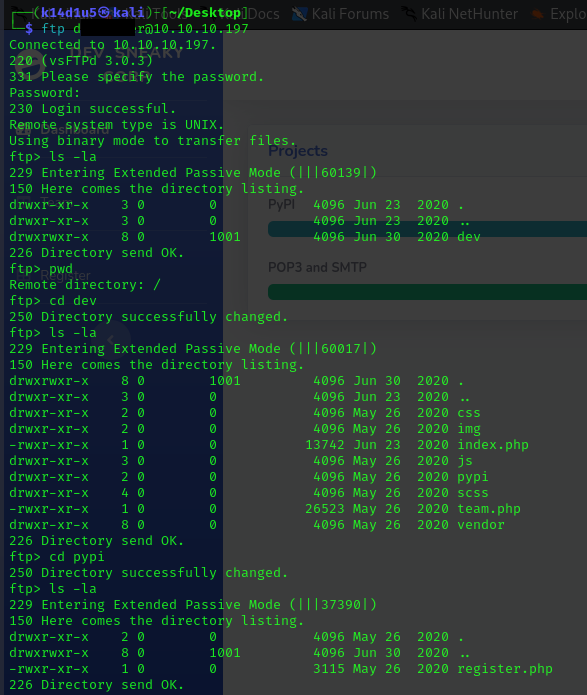 Docs Kali Forums Kali NetHunter Explo
(k14d1u5㉿kali)-[~/Desktop]
$ ftp d er@10.10.10.197
Connected to 10.10.10.197.
220 (vsFTPd 3.0.3)
DEV SNEAKY CORP
331 Please specify the password.
Password:
230 Login successful.
Remote system type is UNIX.
Dashboard
Using binary mode to transfer files.
Projects
ftp> ls -la
229 Entering Extended Passive Mode (|||60139|)
150 Here comes the directory listing.
drwxr-xr-x 3 0 0 4096 Jun 23 2020 .
PyPI
drwxr-xr-x 3 0 0 4096 Jun 23 2020 ..
drwxrwxr-x 8 0 1001 4096 Jun 30 2020 dev
226 Directory send OK.
ftp> pwd
POP3 and SMTP
Register
Remote directory: /
ftp> cd dev
250 Directory successfully changed.
ftp> ls -la
229 Entering Extended Passive Mode (|||60017|)
150 Here comes the directory listing.
drwxrwxr-x 8 0 1001 4096 Jun 30 2020 .
drwxr-xr-x 3 0 0 4096 Jun 23 2020 ..
drwxr-xr-x 2 0 0 4096 May 26 2020 css
drwxr-xr-x 2 0 0 4096 May 26 2020 img
-rwxr-xr-x 1 0 0 13742 Jun 23 2020 index.php
drwxr-xr-x 3 0 0 4096 May 26 2020 js
drwxr-xr-x 2 0 0 4096 May 26 2020 pypi
drwxr-xr-x 4 0 0 4096 May 26 2020 scss
-rwxr-xr-x 1 0 0 26523 May 26 2020 team.php
drwxr-xr-x 8 0 0 4096 May 26 2020 vendor
226 Directory send OK.
ftp> cd pypi
250 Directory successfully changed.
ftp> ls -la
229 Entering Extended Passive Mode (|||37390|)
150 Here comes the directory listing.
drwxr-xr-x 2 0 0 4096 May 26 2020 .
drwxrwxr-x 8 0 1001 4096 Jun 30 2020 ..
-rwxr-xr-x 1 0 0 3115 May 26 2020 register.php
226 Directory send OK.